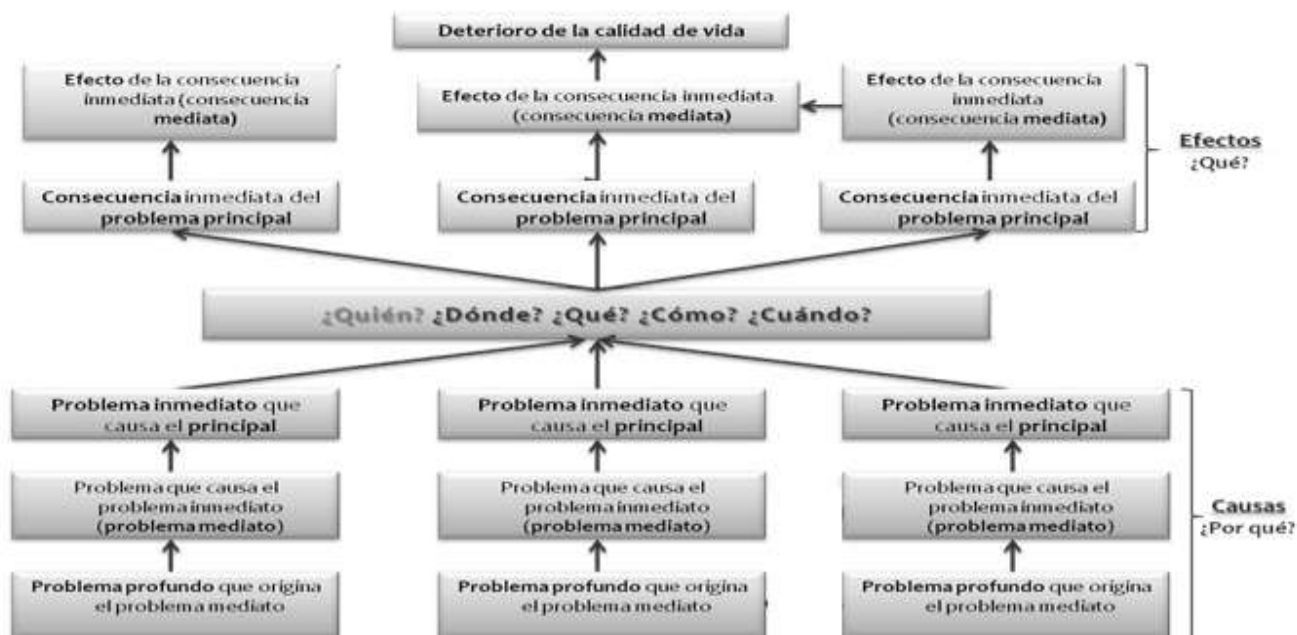 Deterioro de la calidad de vida
Efecto de la consecuencia
inmediata (consecuencia
mediata)
Efecto de la consecuencia inmediata
(consecuencia mediata)
Efecto de la consecuencia
inmediata
(consecuencia mediata)
Efectos
¿Qué?
Consecuencia inmediata del
problema principal
Consecuencia inmediata del
problema principal
Consecuencia inmediata del
problema principal
¿Quién? ¿Dónde? ¿Qué? ¿Cómo? ¿Cuándo?
Problema inmediato que
causa el principal
Problema inmediato que
causa el principal
Problema inmediato que
causa el principal
Problema que causa el
problema inmediato
(problema mediato)
Problema que causa el
problema inmediato
(problema mediato)
Problema que causa el
problema inmediato
(problema mediato)
Causas
¿Por qué?
Problema profundo que origina
el problema mediato
Problema profundo que origina
el problema mediato
Problema profundo que origina
el problema mediato